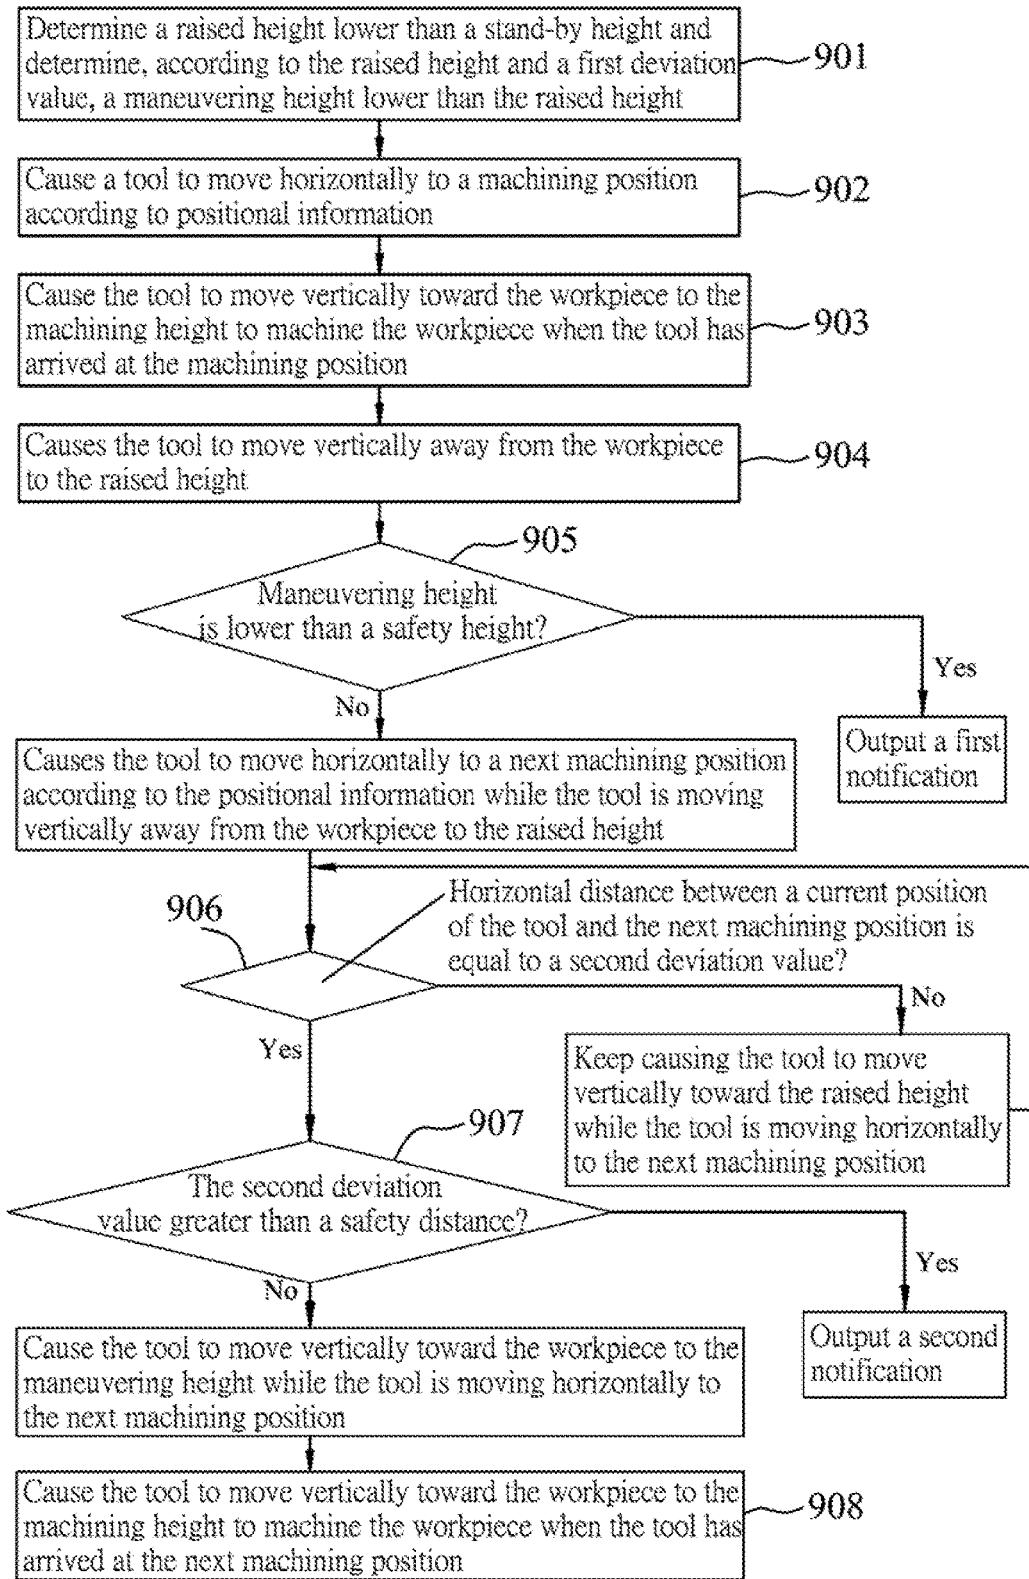 Determine a raised height lower than a stand-by height and
determine, according to the raised height and a first deviation
value, a maneuvering height lower than the raised height
901
Cause a tool to move horizontally to a machining position
according to positional information
902
Cause the tool to move vertically toward the workpiece to the
machining height to machine the workpiece when the tool has
arrived at the machining position
903
Causes the tool to move vertically away from the workpiece
to the raised height
904
905
Maneuvering height
is lower than a safety height?
Yes
No
Output a first
notification
Causes the tool to move horizontally to a next machining position
according to the positional information while the tool is moving
vertically away from the workpiece to the raised height
906
Horizontal distance between a current position
of the tool and the next machining position is
equal to a second deviation value?
No
Yes
Keep causing the tool to move
vertically toward the raised height
while the tool is moving horizontally
to the next machining position
907
The second deviation
value greater than a safety distance?
Yes
No
Output a second
notification
Cause the tool to move vertically toward the workpiece to the
maneuvering height while the tool is moving horizontally to
the next machining position
Cause the tool to move vertically toward the workpiece to the
machining height to machine the workpiece when the tool has
arrived at the next machining position
908